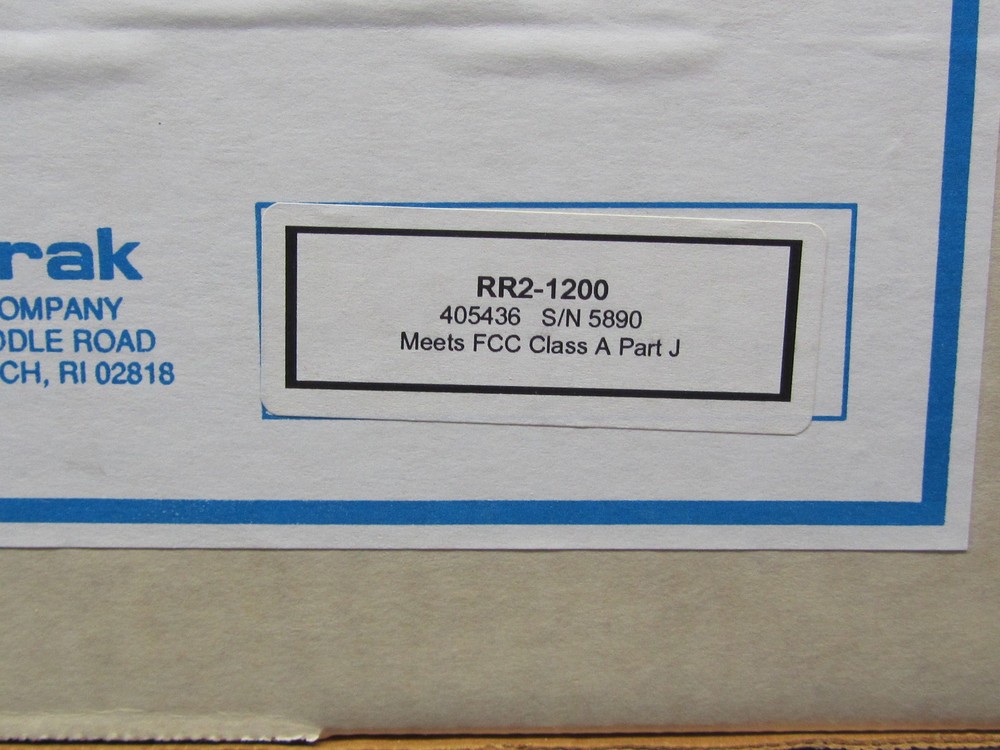 rak
OMPANY
DDLE ROAD
CH, RI 02818
RR2-1200
405436 S/N 5890
Meets FCC Class A Part J